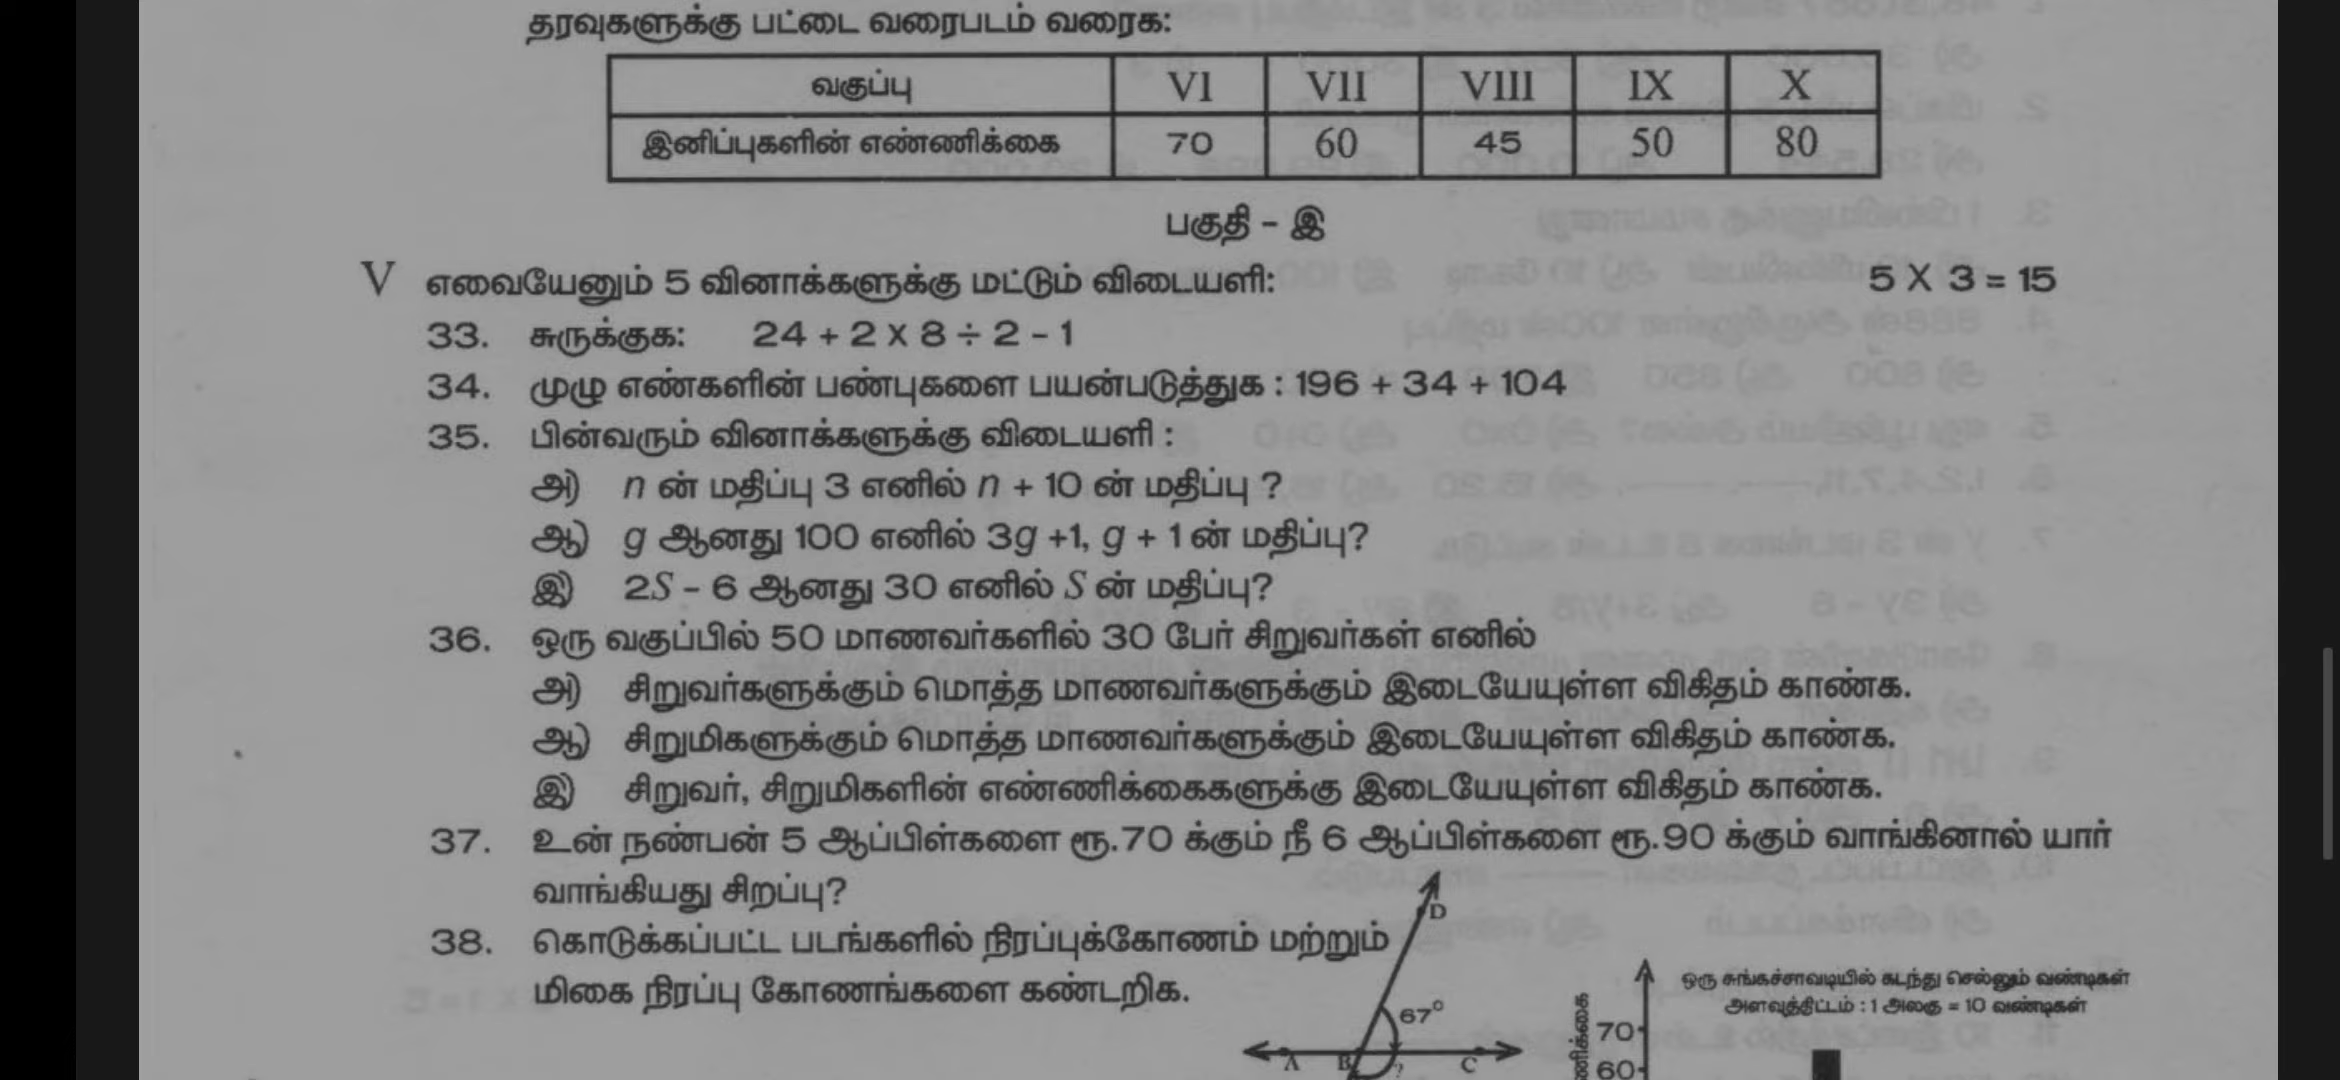 தரவுகளுக்கு பட்டை வரைபடம் வரைக:
வகுப்பு VI VII VIII IX X
இனிப்புகளின் எண்ணிக்கை 70 60 45 50 80
பகுதி - இ
V எவையேனும் 5 வினாக்களுக்கு மட்டும் விடையளி: 5 X 3 = 15
33. சுருக்குக: 24 + 2 x 8 ÷ 2 - 1
34. முழு எண்களின் பண்புகளை பயன்படுத்துக : 196 + 34 + 104
35. பின்வரும் வினாக்களுக்கு விடையளி :
அ) n ன் மதிப்பு 3 எனில் n + 10 ன் மதிப்பு ?
ஆ) g ஆனது 100 எனில் 3g +1, g + 1 ன் மதிப்பு?
இ) 2S - 6 ஆனது 30 எனில் S ன் மதிப்பு?
36. ஒரு வகுப்பில் 50 மாணவர்களில் 30 பேர் சிறுவர்கள் எனில்
அ) சிறுவர்களுக்கும் மொத்த மாணவர்களுக்கும் இடையேயுள்ள விகிதம் காண்க.
ஆ) சிறுமிகளுக்கும் மொத்த மாணவர்களுக்கும் இடையேயுள்ள விகிதம் காண்க.
இ) சிறுவர், சிறுமிகளின் எண்ணிக்கைகளுக்கு இடையேயுள்ள விகிதம் காண்க.
37. உன் நண்பன் 5 ஆப்பிள்களை ரூ.70 க்கும் நீ 6 ஆப்பிள்களை ரூ.90 க்கும் வாங்கினால் யார்
வாங்கியது சிறப்பு?
38. கொடுக்கப்பட்ட படங்களில் நிரப்புக்கோணம் மற்றும்
மிகை நிரப்பு கோணங்களை கண்டறிக.
D
67°
A B ? C
ஒரு சுங்கச்சாவடியில் கடந்து செல்லும் வண்டிகள்
அளவுத்திட்டம் : 1 அலகு = 10 வண்டிகள்
70
60